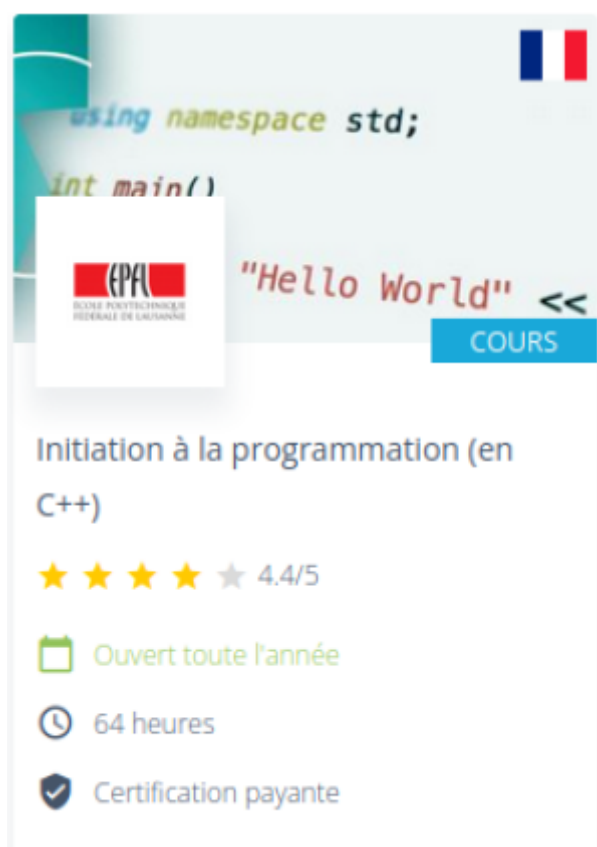 using namespace std;
int main()
"Hello World" <<
EPFL
ECOLE POLYTECHNIQUE
FEDERALE DE LAUSANNE
COURS
Initiation à la programmation (en
C++)
4.4/5
Ouvert toute l'année
64 heures
Certification payante